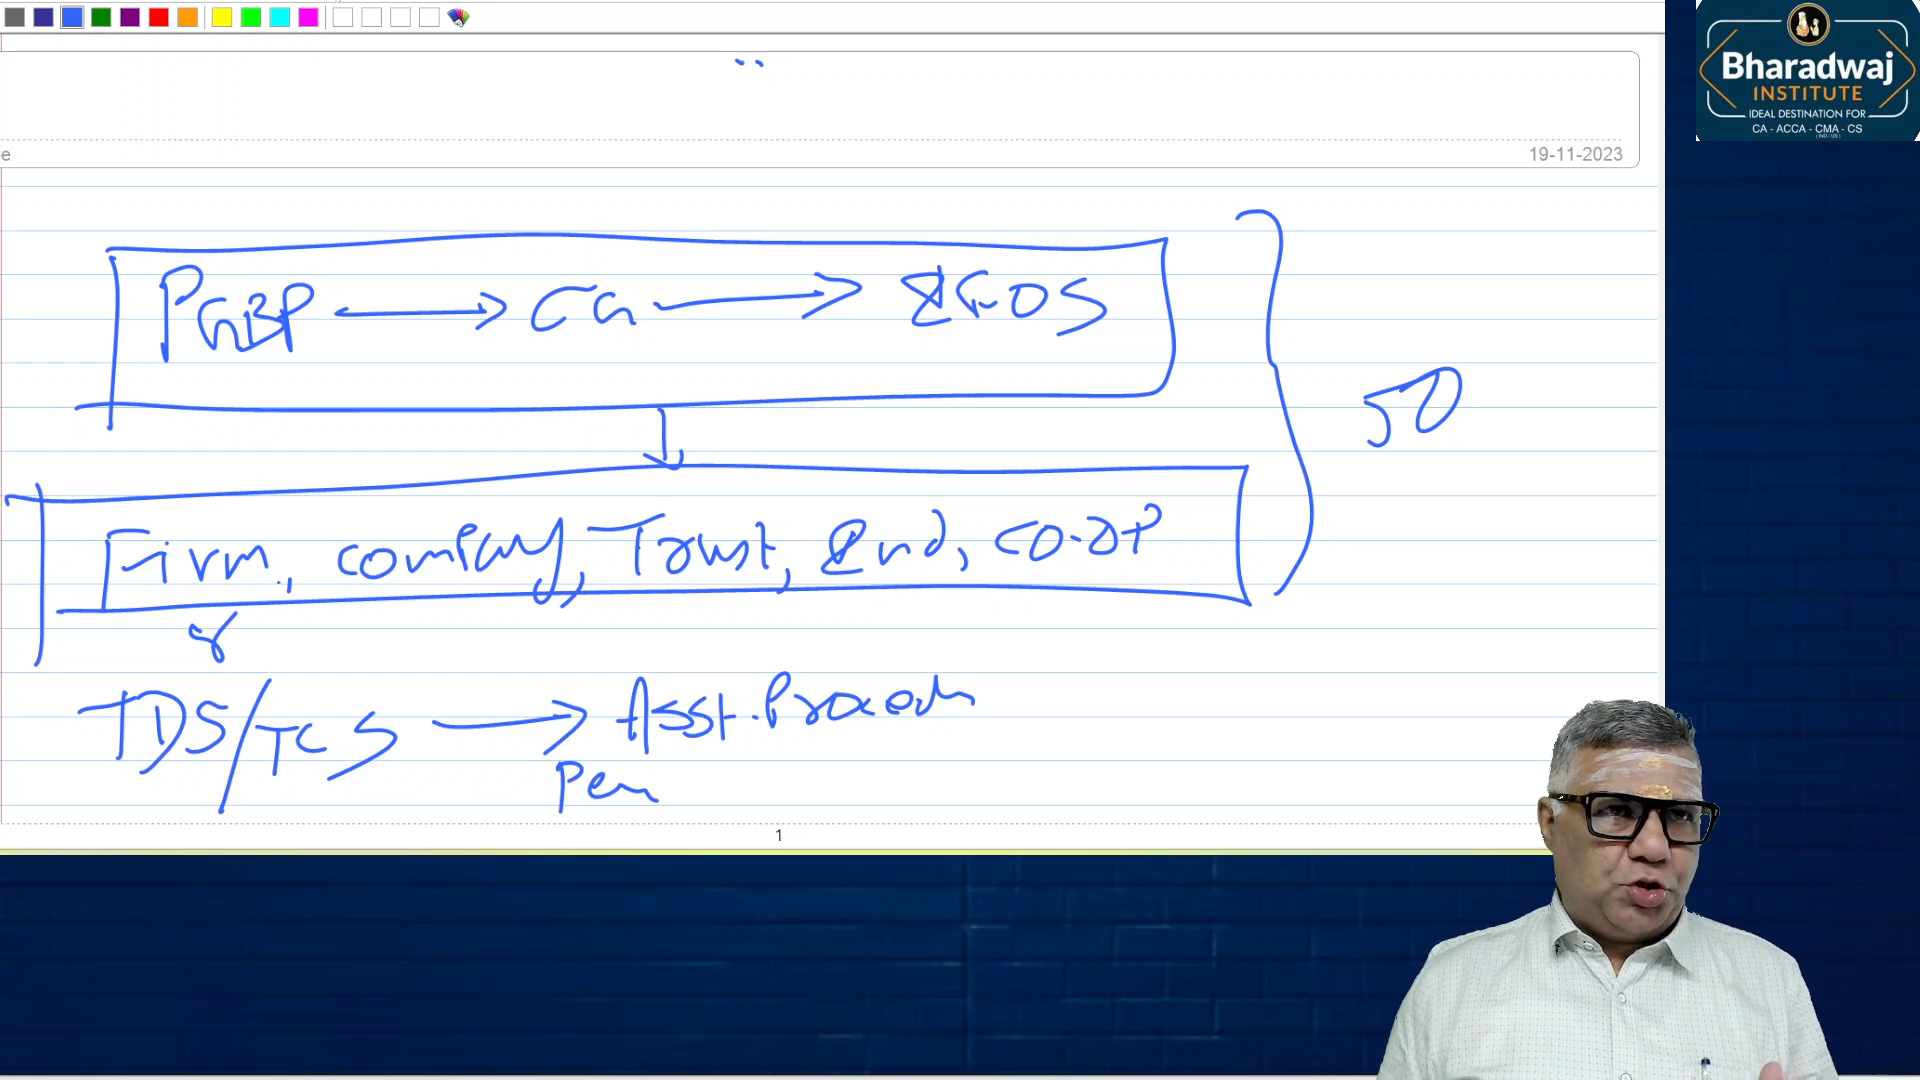 Bharadwaj
INSTITUTE
IDEAL DESTINATION FOR
CA - ACCA - CMA - CS
e
19-11-2023
PGBP → CG → IFOS
50
Firm, company, Trust, Ind, CO-OP
TDS/TCS → Asst. Proceds
Pen
1